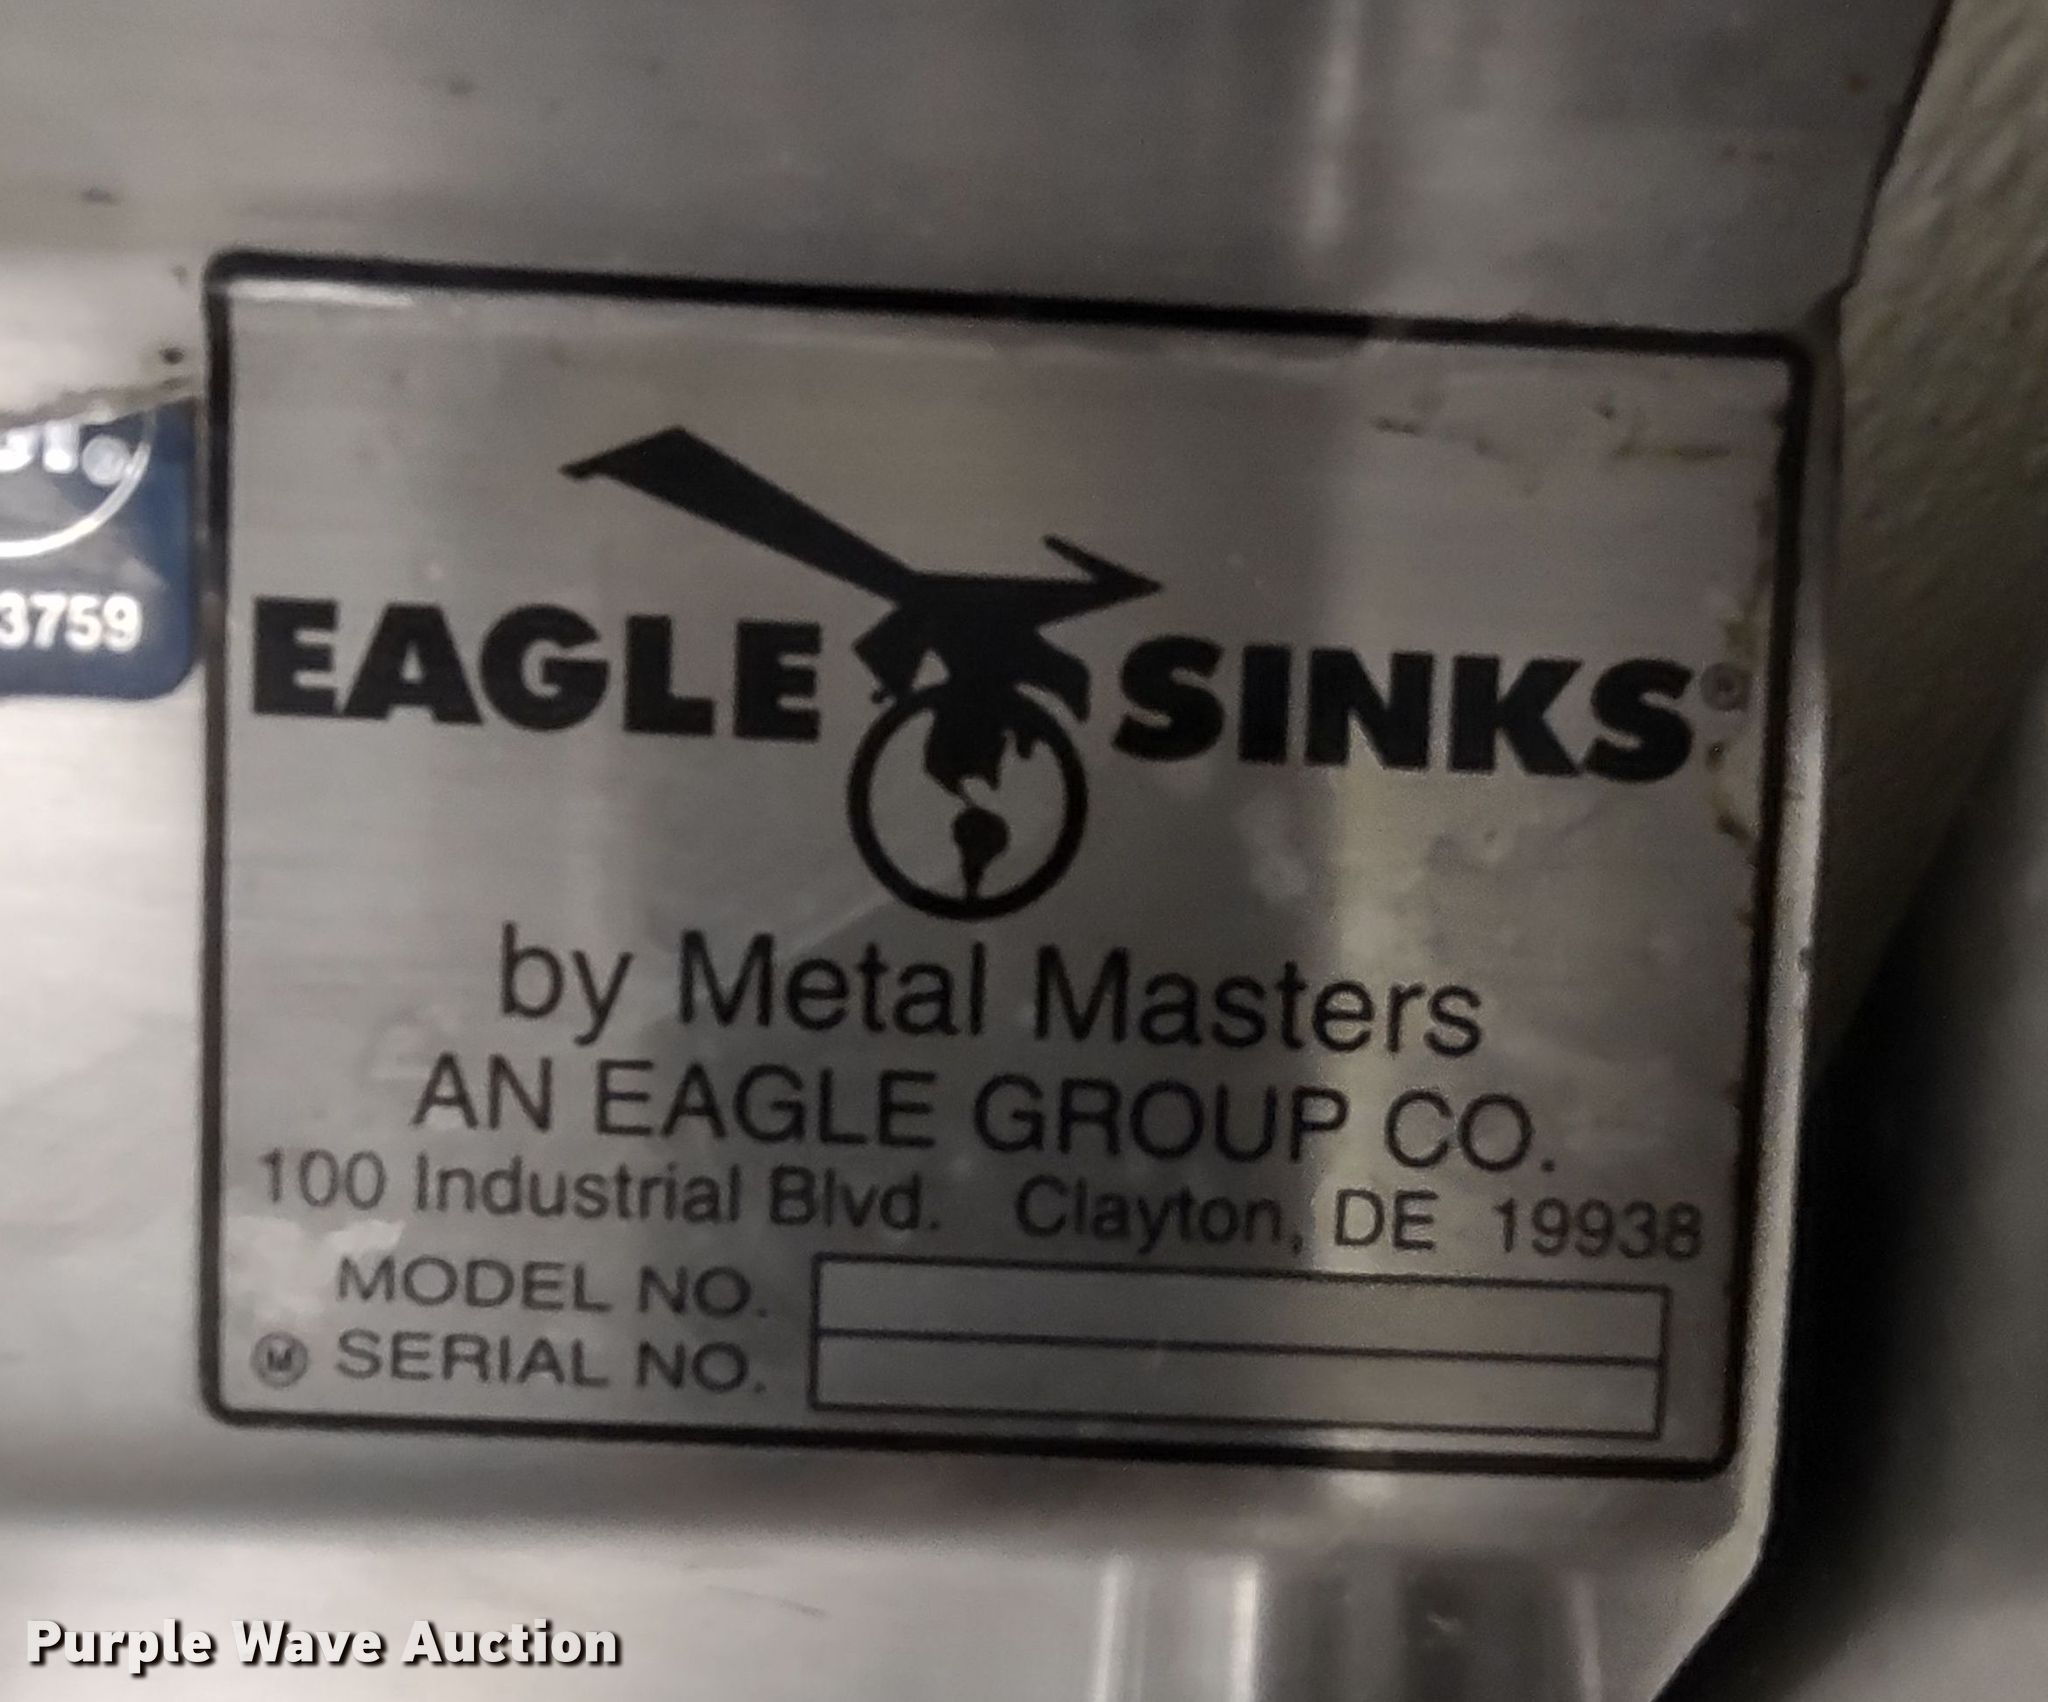 EAGLE SINKS®
by Metal Masters
AN EAGLE GROUP CO.
100 Industrial Blvd. Clayton, DE 19938
MODEL NO.
Ⓜ SERIAL NO.
3759
Purple Wave Auction